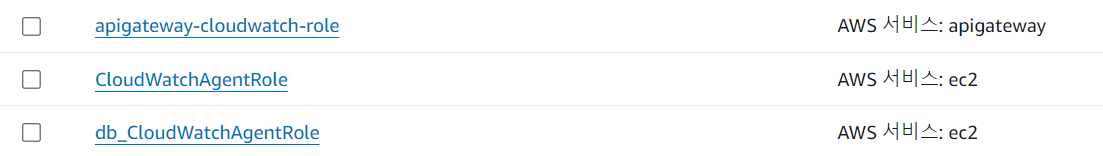 apigateway-cloudwatch-role AWS 서비스: apigateway
CloudWatchAgentRole AWS 서비스: ec2
db_CloudWatchAgentRole AWS 서비스: ec2